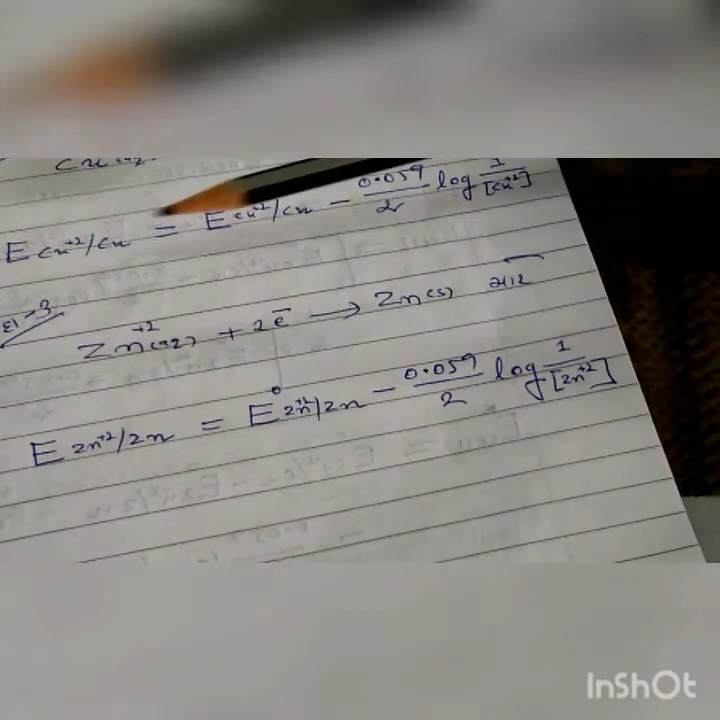 E Cu⁺²/Cu = E Cu⁺²/Cu - 0.059/2 log 1/[Cu⁺²]
Zn⁺²(aq) + 2e⁻ → Zn(s)
E Zn⁺²/Zn = E° Zn⁺²/Zn - 0.059/2 log 1/[Zn⁺²]
InShOt